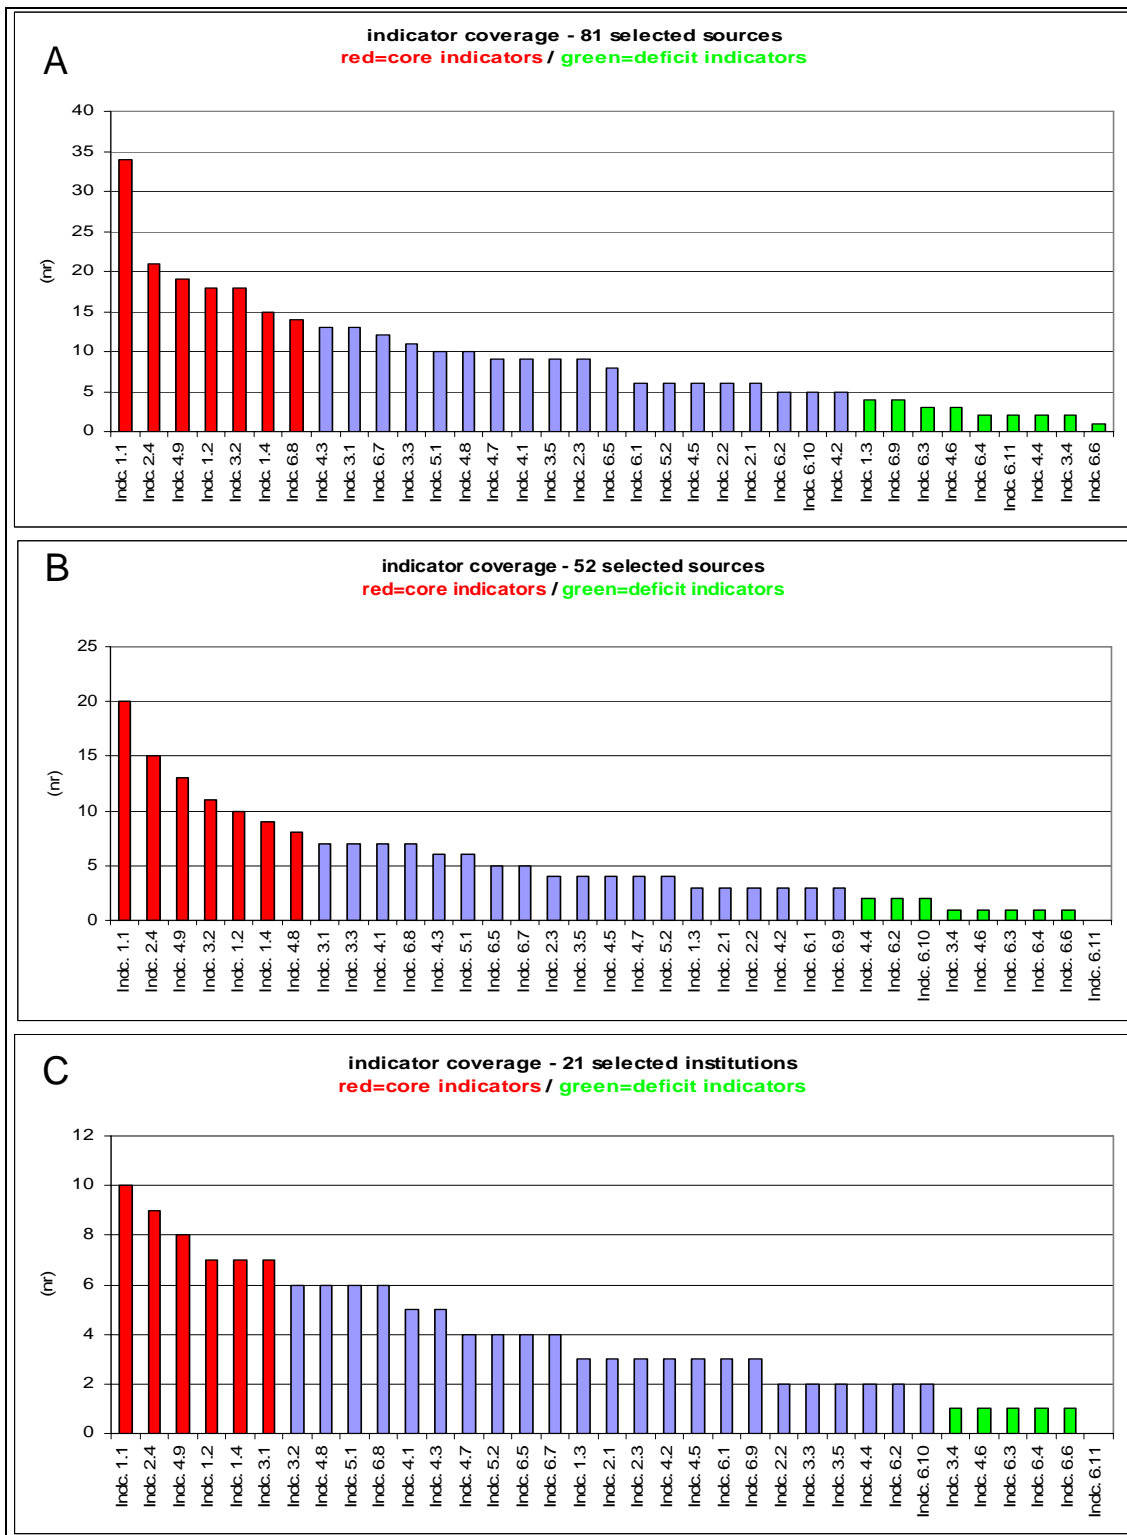 A
indicator coverage - 81 selected sources
red=core indicators / green=deficit indicators
40
35
30
25
20
15
10
5
0
(nr)
Indc. 1.1
Indc. 2.4
Indc. 4.9
Indc. 1.2
Indc. 3.2
Indc. 1.4
Indc. 6.8
Indc. 4.3
Indc. 3.1
Indc. 6.7
Indc. 3.3
Indc. 5.1
Indc. 4.8
Indc. 4.7
Indc. 4.1
Indc. 3.5
Indc. 2.3
Indc. 6.5
Indc. 6.1
Indc. 5.2
Indc. 4.5
Indc. 2.2
Indc. 2.1
Indc. 6.2
Indc. 6.10
Indc. 4.2
Indc. 1.3
Indc. 6.9
Indc. 6.3
Indc. 4.6
Indc. 6.4
Indc. 6.11
Indc. 4.4
Indc. 3.4
Indc. 6.6
B
indicator coverage - 52 selected sources
red=core indicators / green=deficit indicators
25
20
15
10
5
0
(nr)
Indc. 1.1
Indc. 2.4
Indc. 4.9
Indc. 3.2
Indc. 1.2
Indc. 1.4
Indc. 4.8
Indc. 3.1
Indc. 3.3
Indc. 4.1
Indc. 6.8
Indc. 4.3
Indc. 5.1
Indc. 6.5
Indc. 6.7
Indc. 2.3
Indc. 3.5
Indc. 4.5
Indc. 4.7
Indc. 5.2
Indc. 1.3
Indc. 2.1
Indc. 2.2
Indc. 4.2
Indc. 6.1
Indc. 6.9
Indc. 4.4
Indc. 6.2
Indc. 6.10
Indc. 3.4
Indc. 4.6
Indc. 6.3
Indc. 6.4
Indc. 6.6
Indc. 6.11
C
indicator coverage - 21 selected institutions
red=core indicators / green=deficit indicators
12
10
8
6
4
2
0
(nr)
Indc. 1.1
Indc. 2.4
Indc. 4.9
Indc. 1.2
Indc. 1.4
Indc. 3.1
Indc. 3.2
Indc. 4.8
Indc. 5.1
Indc. 6.8
Indc. 4.1
Indc. 4.3
Indc. 4.7
Indc. 5.2
Indc. 6.5
Indc. 6.7
Indc. 1.3
Indc. 2.1
Indc. 2.3
Indc. 4.2
Indc. 4.5
Indc. 6.1
Indc. 6.9
Indc. 2.2
Indc. 3.3
Indc. 3.5
Indc. 4.4
Indc. 6.2
Indc. 6.10
Indc. 3.4
Indc. 4.6
Indc. 6.3
Indc. 6.4
Indc. 6.6
Indc. 6.11